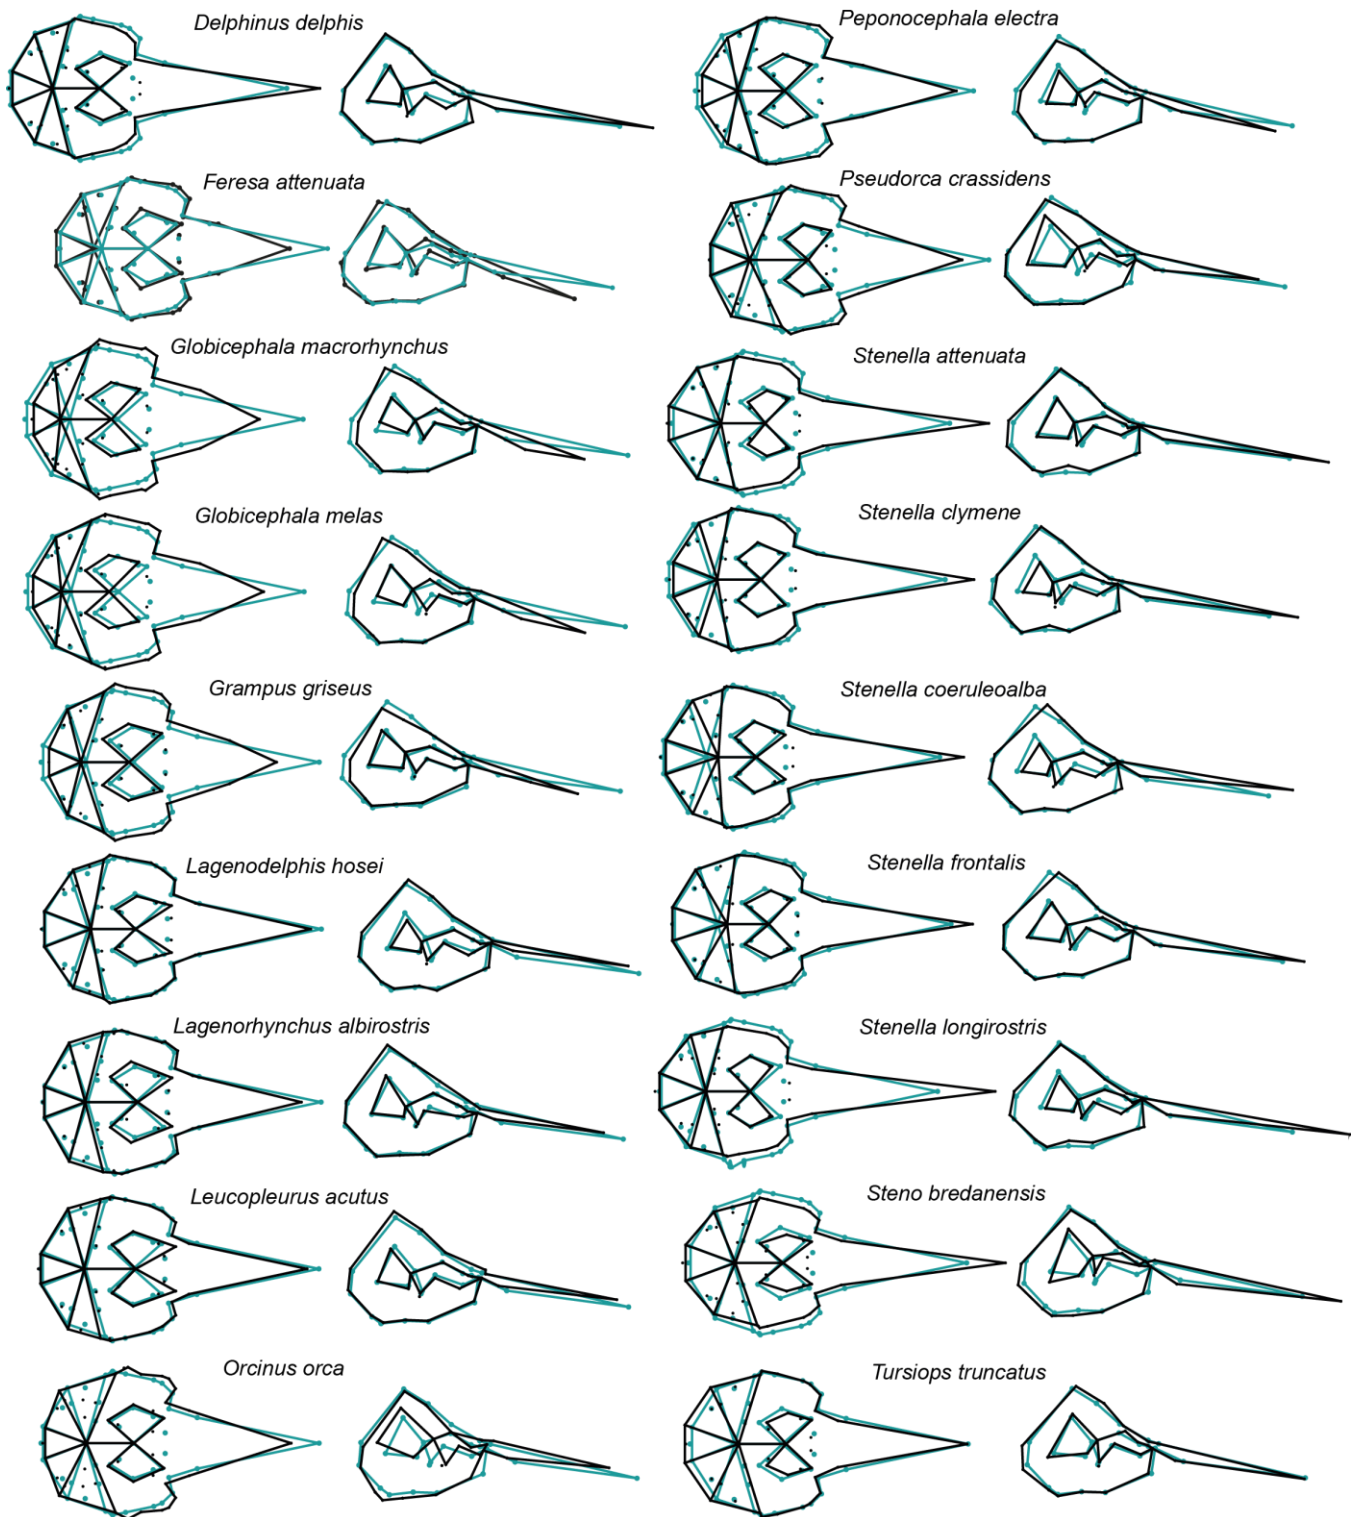 Delphinus delphis
Peponocephala electra
Feresa attenuata
Pseudorca crassidens
Globicephala macrorhynchus
Stenella attenuata
Globicephala melas
Stenella clymene
Grampus griseus
Stenella coeruleoalba
Lagenodelphis hosei
Stenella frontalis
Lagenorhynchus albirostris
Stenella longirostris
Leucopleurus acutus
Steno bredanensis
Orcinus orca
Tursiops truncatus